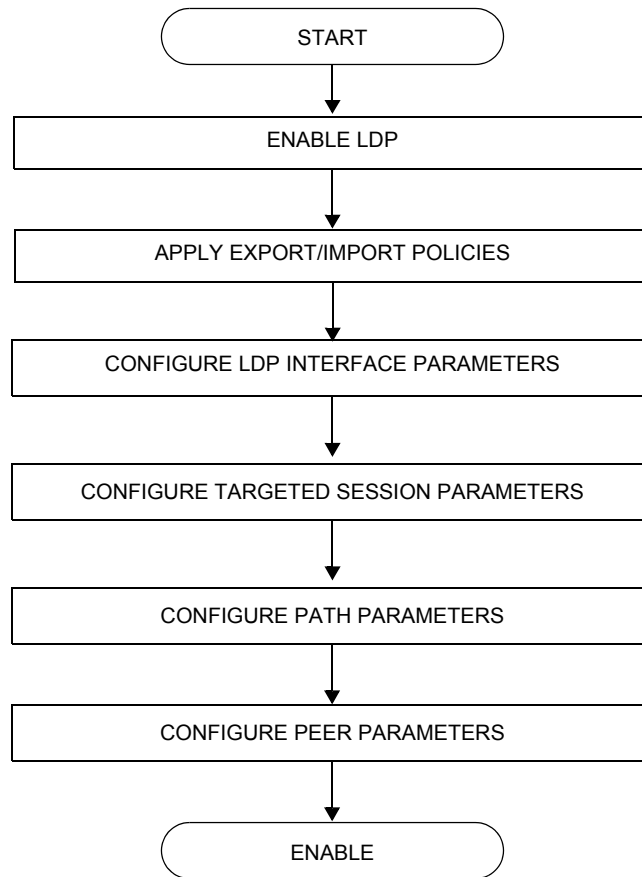 START
ENABLE LDP
APPLY EXPORT/IMPORT POLICIES
CONFIGURE LDP INTERFACE PARAMETERS
CONFIGURE TARGETED SESSION PARAMETERS
CONFIGURE PATH PARAMETERS
CONFIGURE PEER PARAMETERS
ENABLE